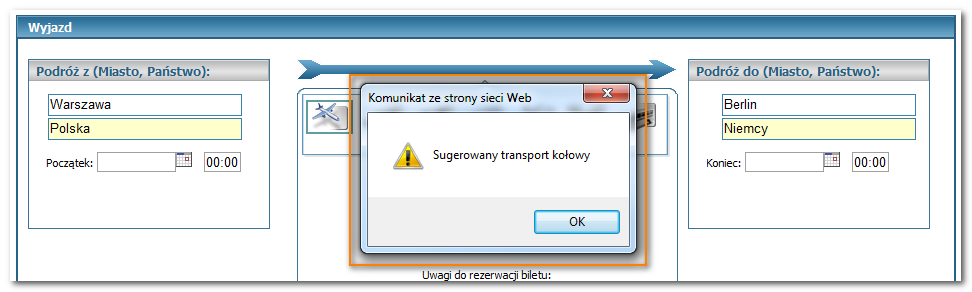 Wyjazd
Podróż z (Miasto, Państwo):
Warszawa
Polska
Początek:
00:00
Komunikat ze strony sieci Web
Sugerowany transport kołowy
OK
Uwagi do rezerwacji biletu:
Podróż do (Miasto, Państwo):
Berlin
Niemcy
Koniec:
00:00